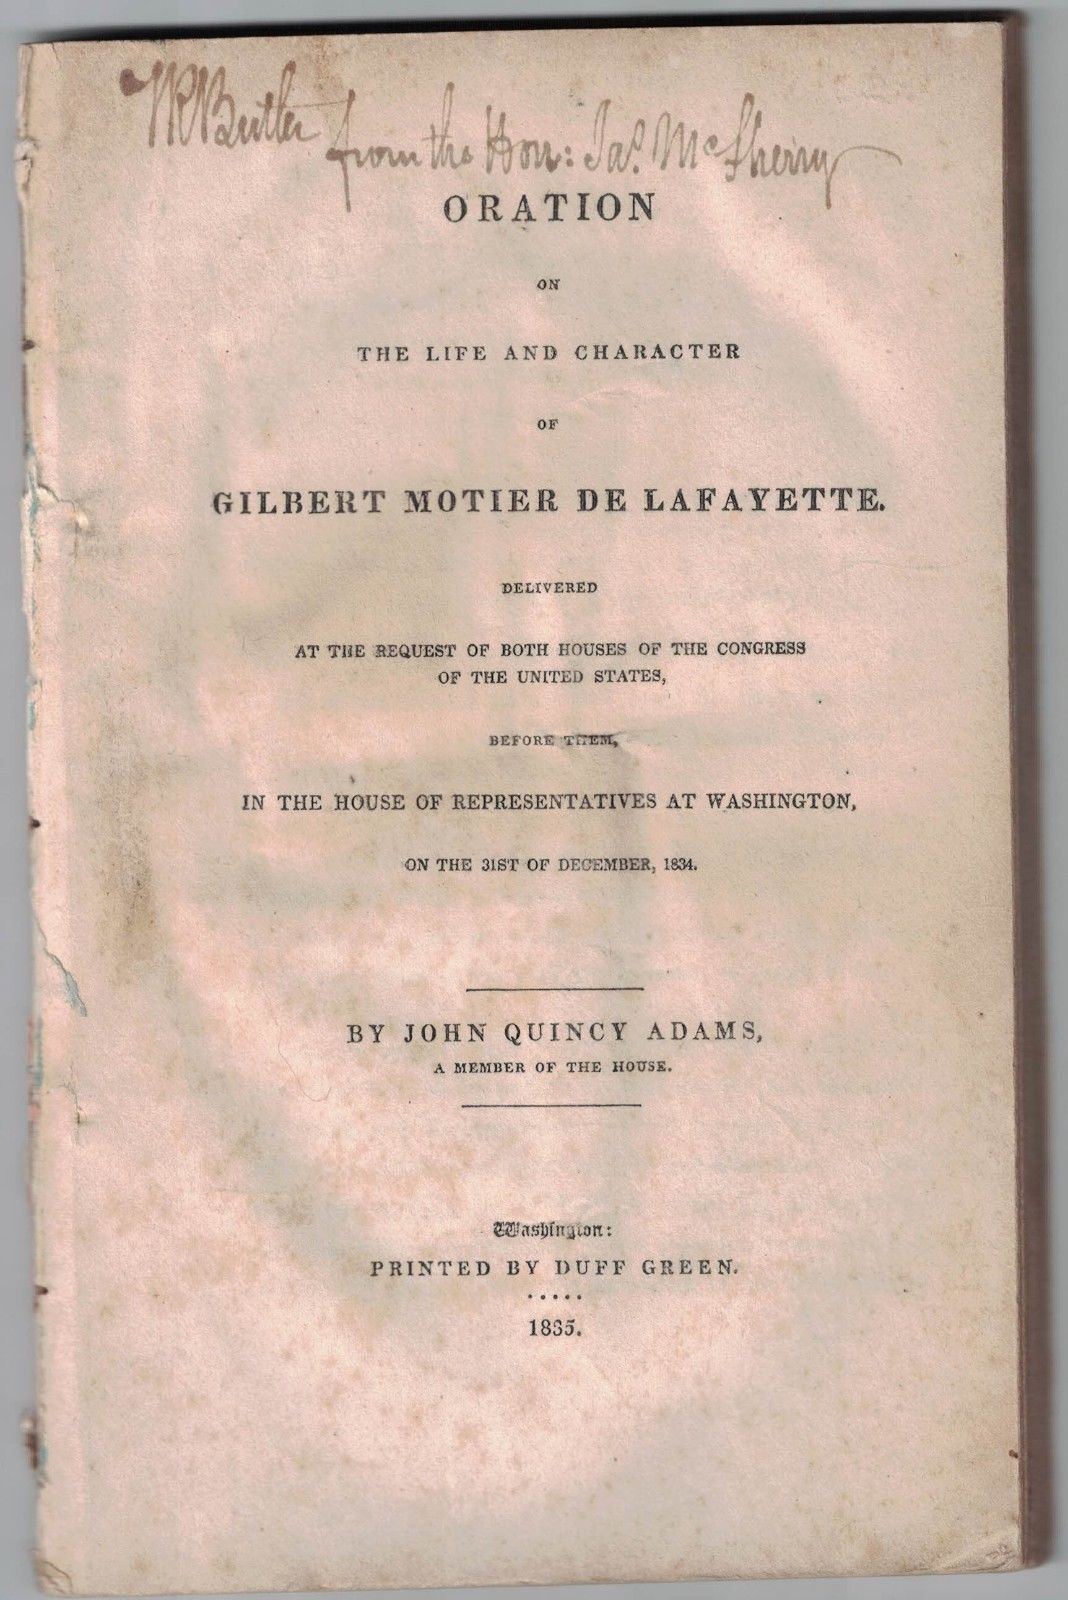 W R Butler from the Hon: Jas. McSherry
ORATION
ON
THE LIFE AND CHARACTER
OF
GILBERT MOTIER DE LAFAYETTE.
DELIVERED
AT THE REQUEST OF BOTH HOUSES OF THE CONGRESS
OF THE UNITED STATES,
BEFORE THEM,
IN THE HOUSE OF REPRESENTATIVES AT WASHINGTON,
ON THE 31ST OF DECEMBER, 1834.
BY JOHN QUINCY ADAMS,
A MEMBER OF THE HOUSE.
Washington:
PRINTED BY DUFF GREEN.
.....
1835.